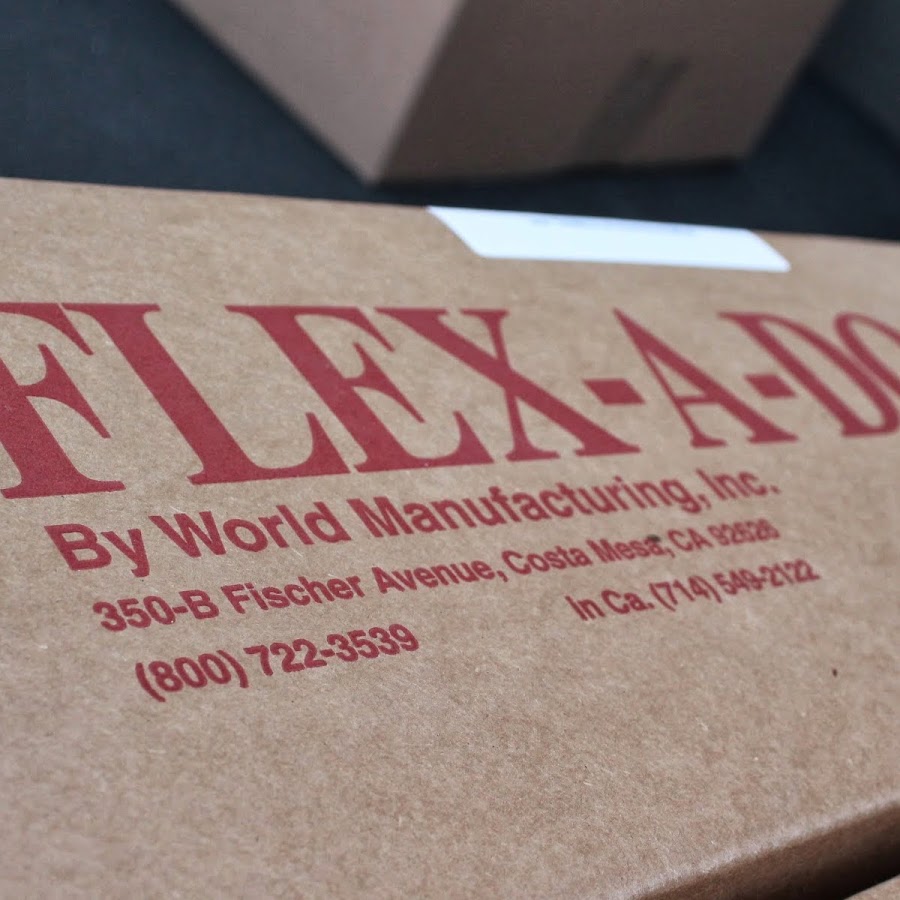 FLEX-A-DO
By World Manufacturing, Inc.
350-B Fischer Avenue, Costa Mesa, CA 92626
(800) 722-3539 In Ca. (714) 549-2122